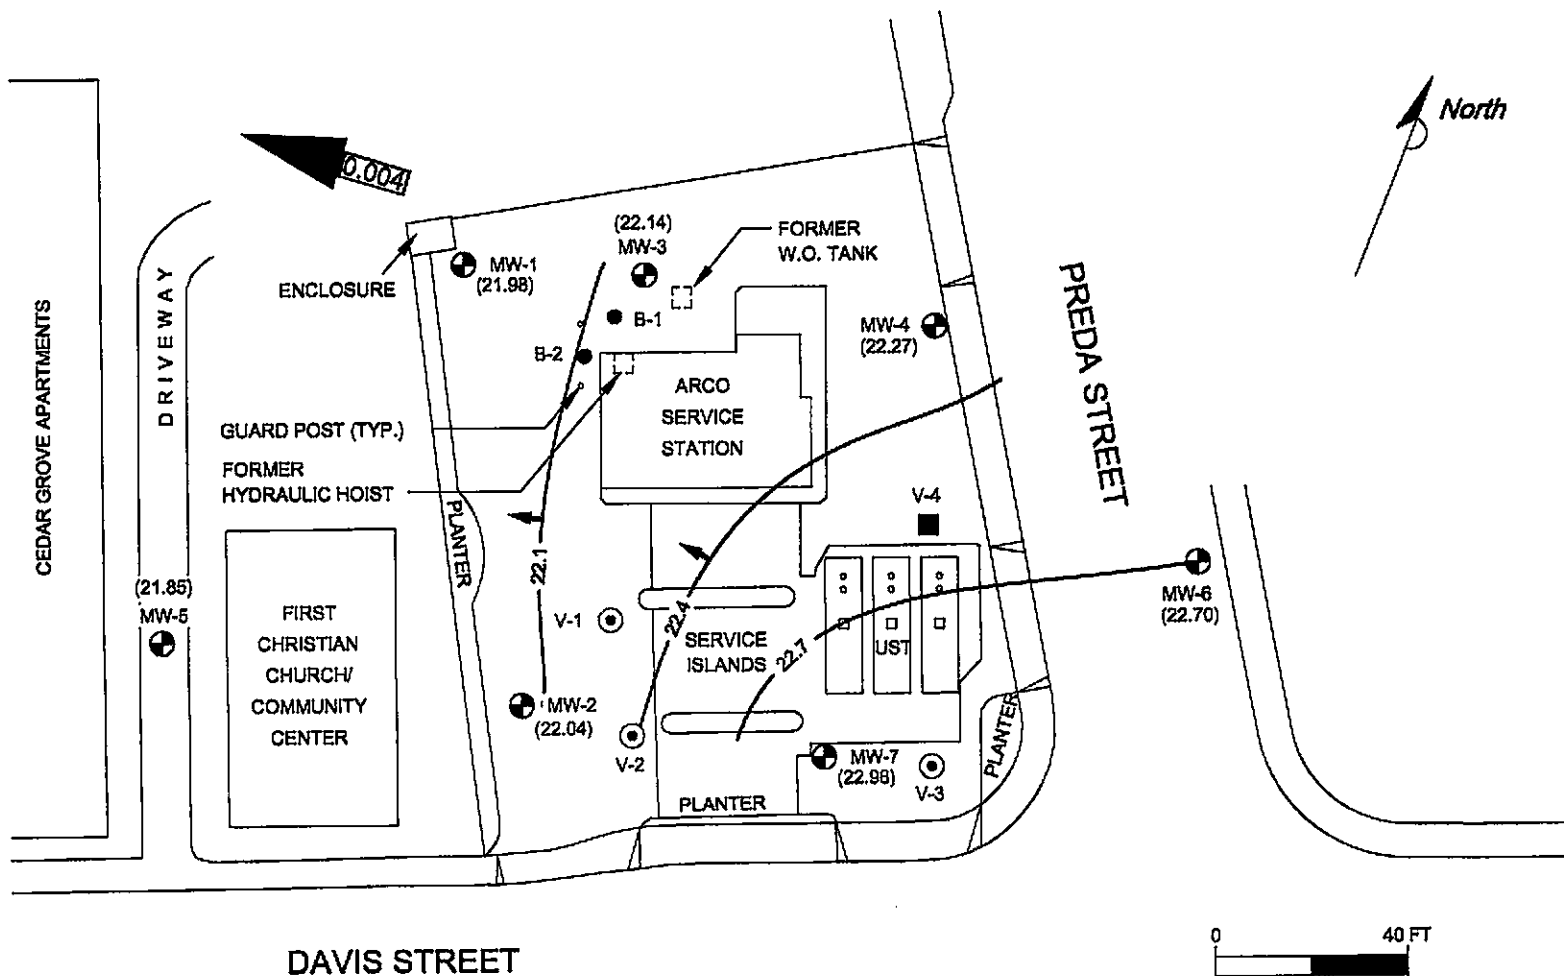 North
0.004
(22.14)
MW-3
FORMER
W.O. TANK
MW-1
(21.98)
ENCLOSURE
B-1
B-2
MW-4
(22.27)
PREDA STREET
CEDAR GROVE APARTMENTS
DRIVEWAY
ARCO
SERVICE
STATION
GUARD POST (TYP.)
FORMER
HYDRAULIC HOIST
PLANTER
V-4
22.1
22.4
22.7
(21.85)
MW-5
FIRST
CHRISTIAN
CHURCH/
COMMUNITY
CENTER
V-1
SERVICE
ISLANDS
UST
MW-6
(22.70)
MW-2
(22.04)
V-2
MW-7
(22.98)
V-3
PLANTER
PLANTER
DAVIS STREET
0 40 FT